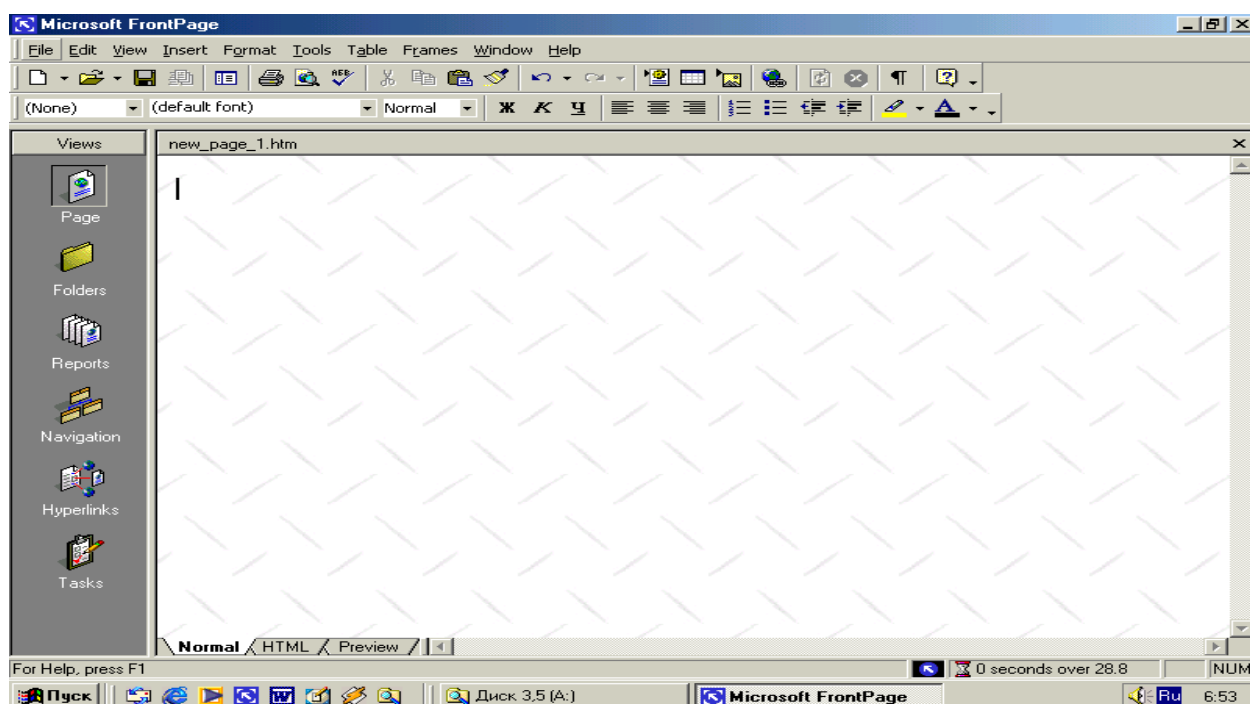 Microsoft FrontPage
File Edit View Insert Format Tools Table Frames Window Help
(None) (default font) Normal Ж К Ч A
Views new_page_1.htm
Page
Folders
Reports
Navigation
Hyperlinks
Tasks
Normal HTML Preview
For Help, press F1 0 seconds over 28.8 NUM
Пуск Диск 3,5 (A:) Microsoft FrontPage Ru 6:53